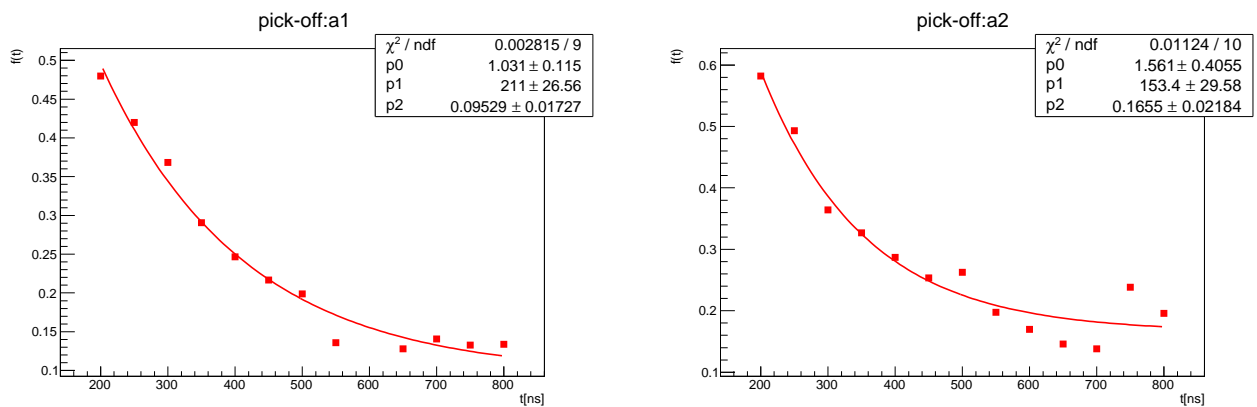 pick-off:a1
χ² / ndf 0.002815 / 9
p0 1.031 ± 0.115
p1 211 ± 26.56
p2 0.09529 ± 0.01727
f(t)
0.5
0.45
0.4
0.35
0.3
0.25
0.2
0.15
0.1
200 300 400 500 600 700 800
t[ns]
pick-off:a2
χ² / ndf 0.01124 / 10
p0 1.561 ± 0.4055
p1 153.4 ± 29.58
p2 0.1655 ± 0.02184
f(t)
0.6
0.5
0.4
0.3
0.2
0.1
200 300 400 500 600 700 800
t[ns]